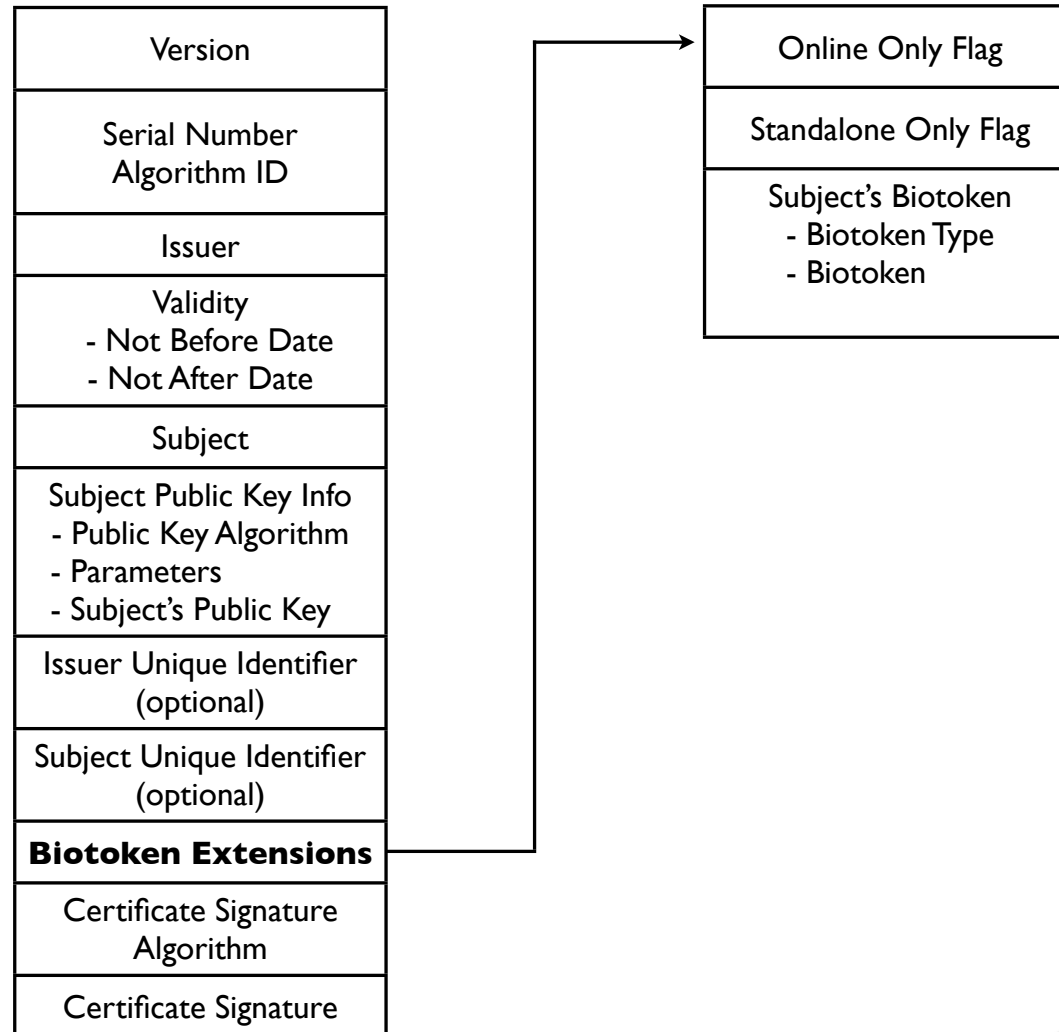 Version
Serial Number
Algorithm ID
Issuer
Validity
- Not Before Date
- Not After Date
Subject
Subject Public Key Info
- Public Key Algorithm
- Parameters
- Subject’s Public Key
Issuer Unique Identifier
(optional)
Subject Unique Identifier
(optional)
Biotoken Extensions
Certificate Signature
Algorithm
Certificate Signature
Online Only Flag
Standalone Only Flag
Subject’s Biotoken
- Biotoken Type
- Biotoken